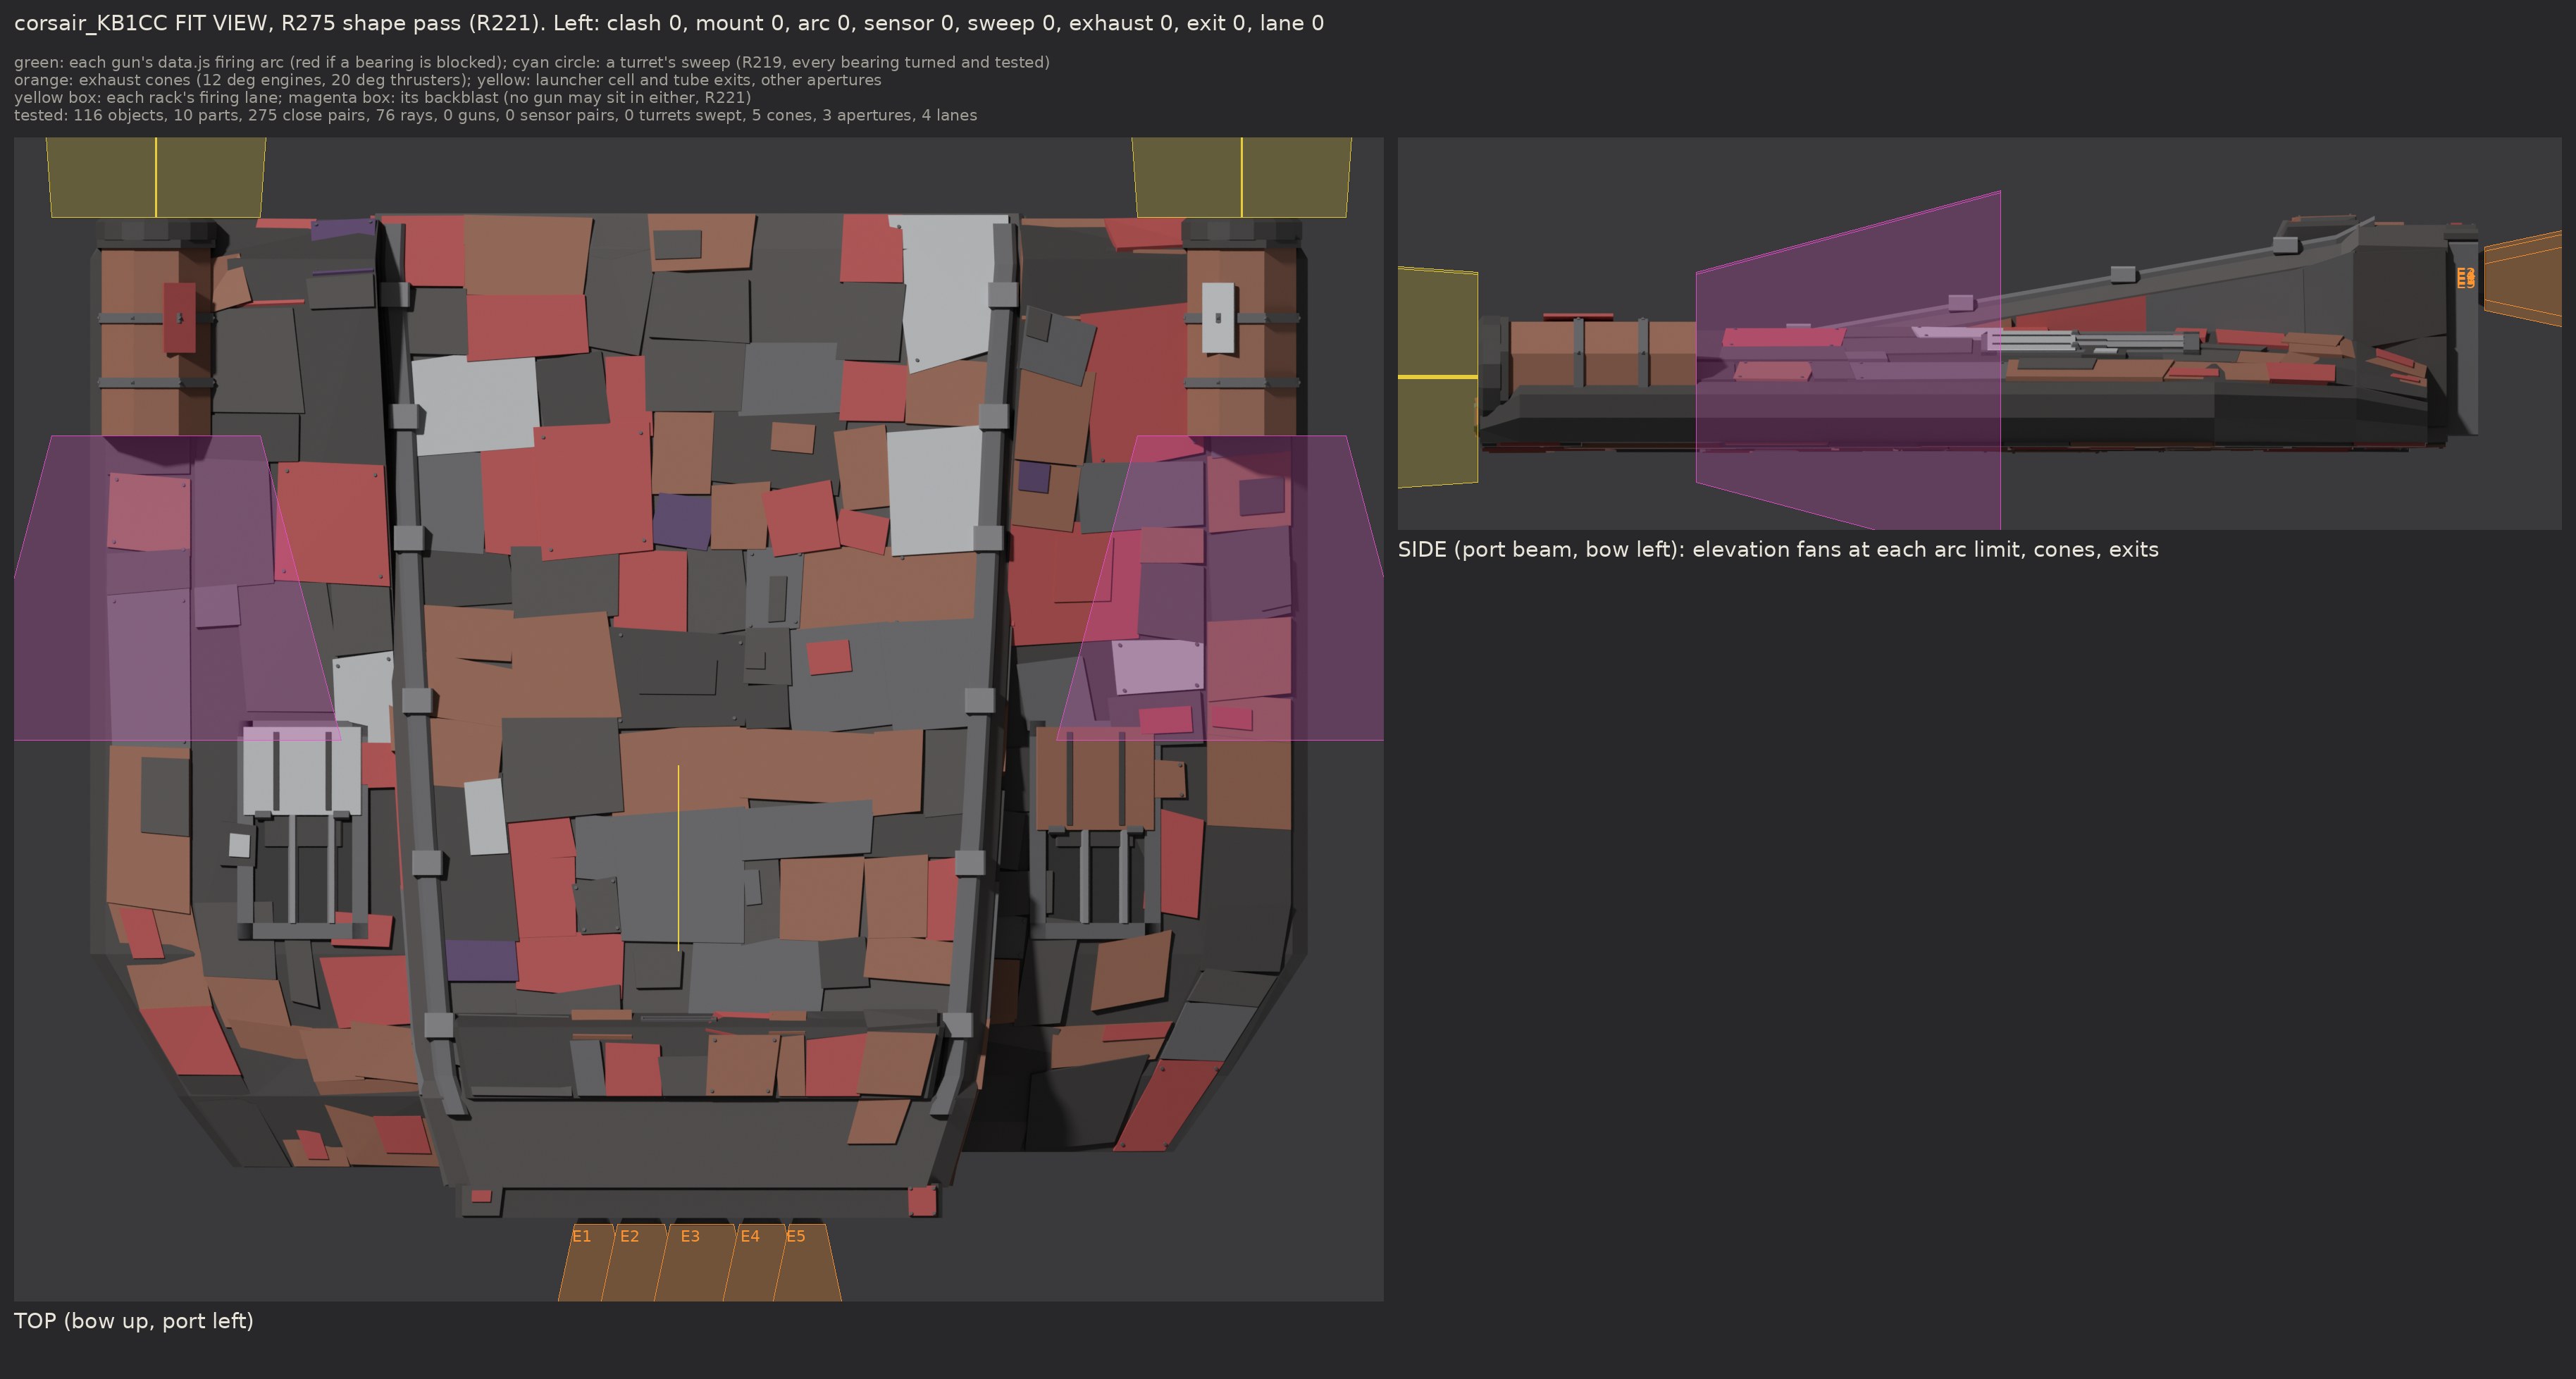 corsair_KB1CC FIT VIEW, R275 shape pass (R221). Left: clash 0, mount 0, arc 0, sensor 0, sweep 0, exhaust 0, exit 0, lane 0
green: each gun's data.js firing arc (red if a bearing is blocked); cyan circle: a turret's sweep (R219, every bearing turned and tested)
orange: exhaust cones (12 deg engines, 20 deg thrusters); yellow: launcher cell and tube exits, other apertures
yellow box: each rack's firing lane; magenta box: its backblast (no gun may sit in either, R221)
tested: 116 objects, 10 parts, 275 close pairs, 76 rays, 0 guns, 0 sensor pairs, 0 turrets swept, 5 cones, 3 apertures, 4 lanes
SIDE (port beam, bow left): elevation fans at each arc limit, cones, exits
E1 E2 E3 E4 E5
TOP (bow up, port left)